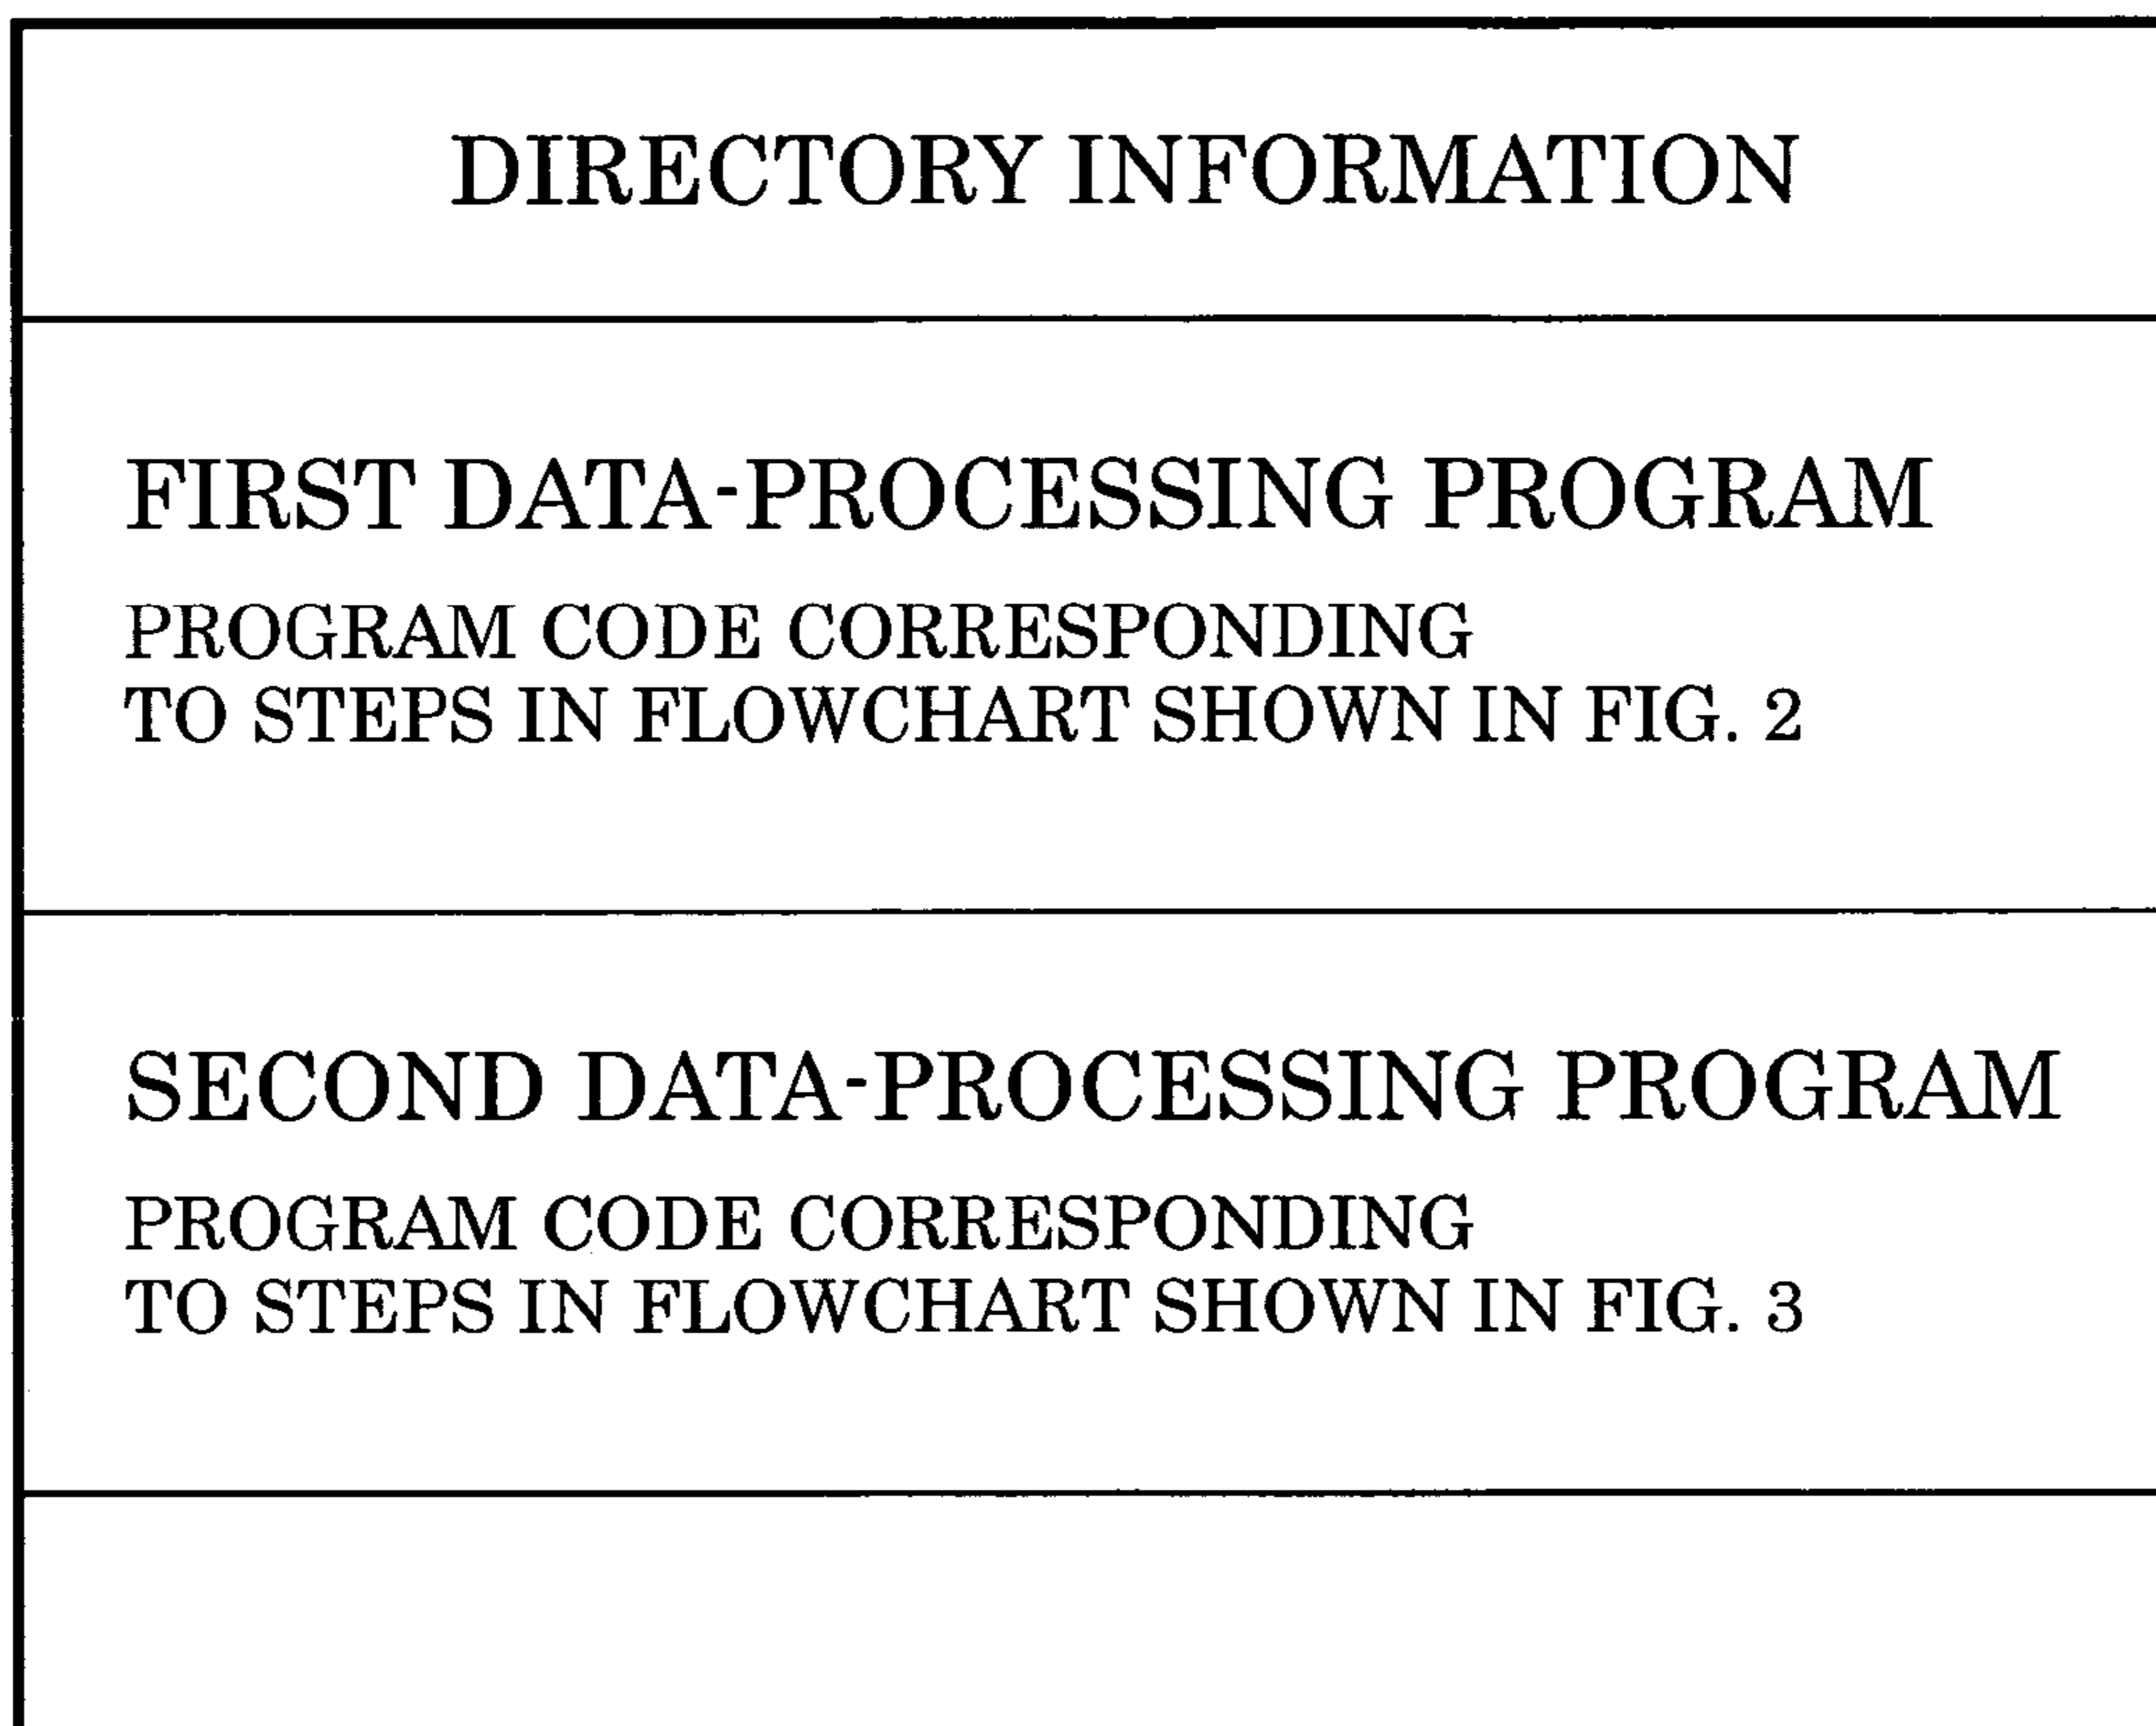 DIRECTORY INFORMATION
FIRST DATA-PROCESSING PROGRAM
PROGRAM CODE CORRESPONDING
TO STEPS IN FLOWCHART SHOWN IN FIG. 2
SECOND DATA-PROCESSING PROGRAM
PROGRAM CODE CORRESPONDING
TO STEPS IN FLOWCHART SHOWN IN FIG. 3